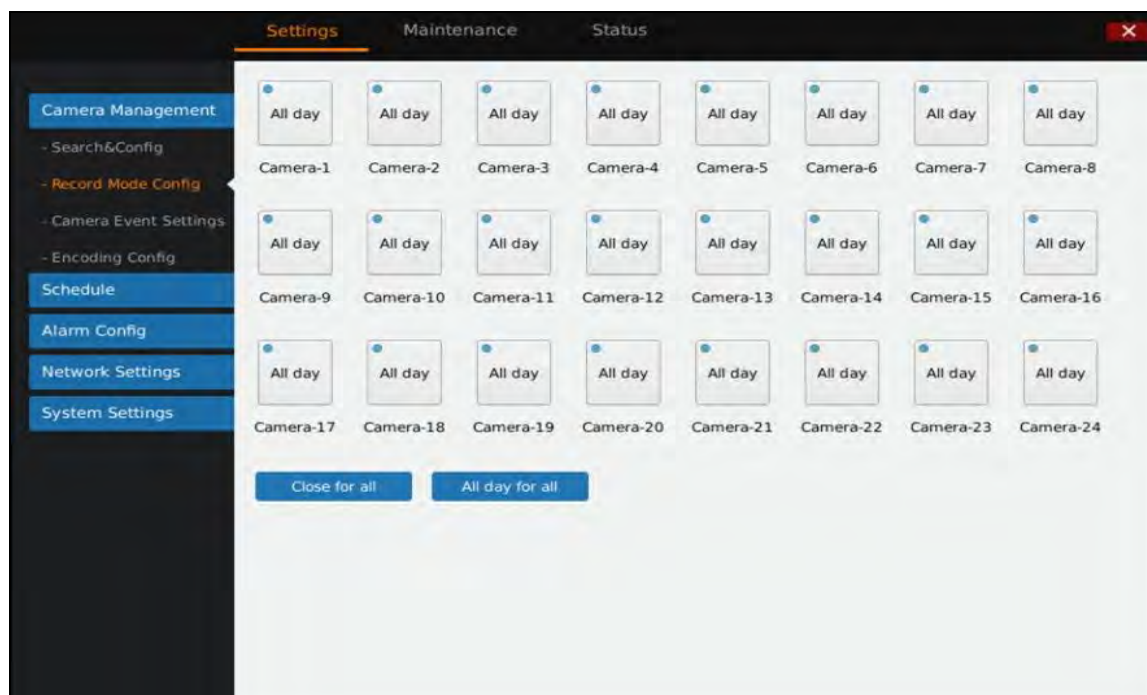 Settings Maintenance Status
Camera Management
- Search&Config
- Record Mode Config
- Camera Event Settings
- Encoding Config
Schedule
Alarm Config
Network Settings
System Settings
All day All day All day All day All day All day All day All day
Camera-1 Camera-2 Camera-3 Camera-4 Camera-5 Camera-6 Camera-7 Camera-8
All day All day All day All day All day All day All day All day
Camera-9 Camera-10 Camera-11 Camera-12 Camera-13 Camera-14 Camera-15 Camera-16
All day All day All day All day All day All day All day All day
Camera-17 Camera-18 Camera-19 Camera-20 Camera-21 Camera-22 Camera-23 Camera-24
Close for all All day for all